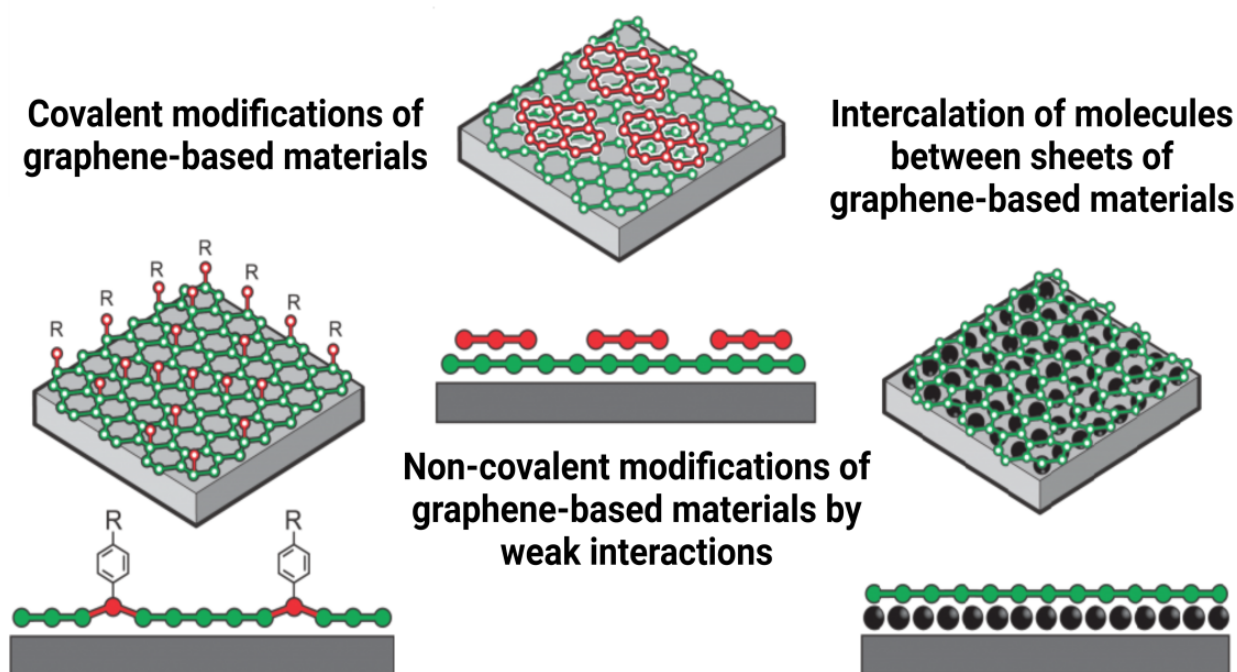 Covalent modifications of
graphene-based materials
Intercalation of molecules
between sheets of
graphene-based materials
R
R
R
R
R
R
R
Non-covalent modifications of
graphene-based materials by
weak interactions
R
R